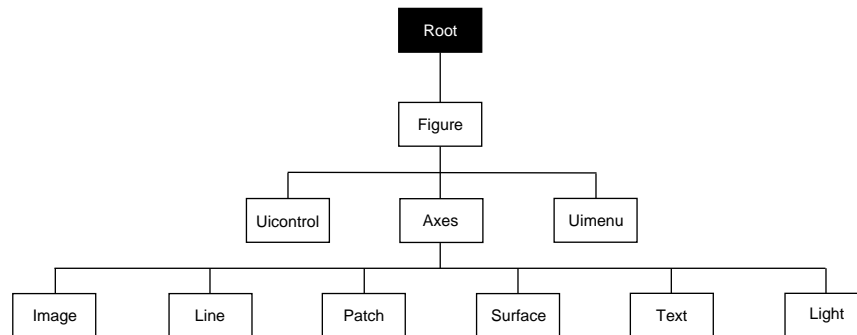 Root
Figure
Uicontrol
Axes
Uimenu
Image
Line
Patch
Surface
Text
Light